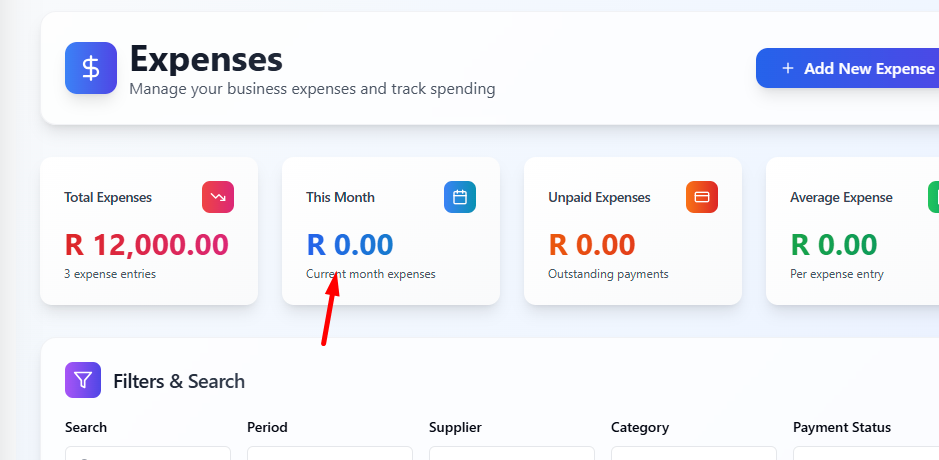 Expenses
Manage your business expenses and track spending
+ Add New Expense
Total Expenses
R 12,000.00
3 expense entries
This Month
R 0.00
Current month expenses
Unpaid Expenses
R 0.00
Outstanding payments
Average Expense
R 0.00
Per expense entry
Filters & Search
Search
Period
Supplier
Category
Payment Status